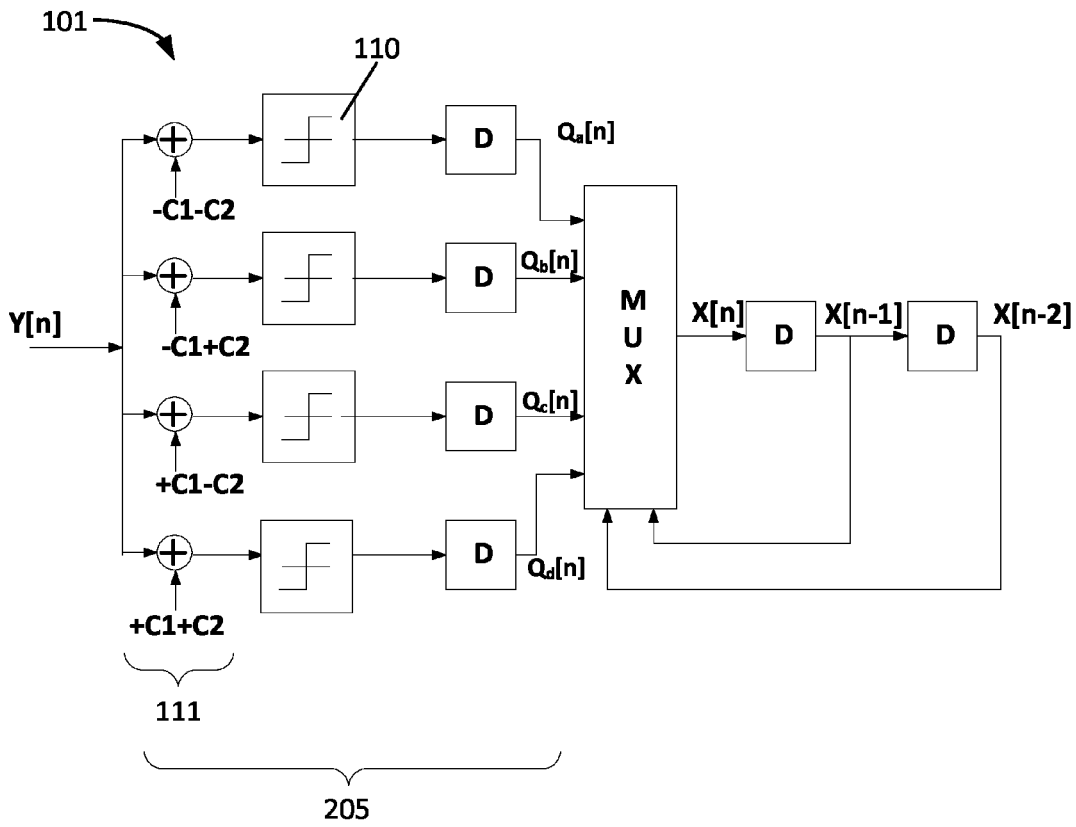 101
110
D
Qa[n]
-C1-C2
D
Qb[n]
-C1+C2
Y[n]
M
U
X
X[n]
D
X[n-1]
D
X[n-2]
D
Qc[n]
+C1-C2
D
Qd[n]
+C1+C2
111
205